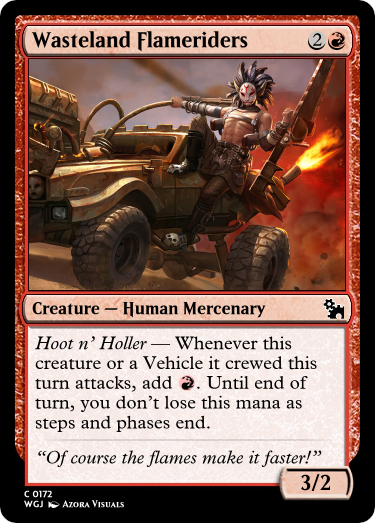 Wasteland Flameriders 2
Creature — Human Mercenary
Hoot n’ Holler — Whenever this
creature or a Vehicle it crewed this
turn attacks, add . Until end of
turn, you don’t lose this mana as
steps and phases end.
“Of course the flames make it faster!”
3/2
C 0172
WGJ Azora Visuals